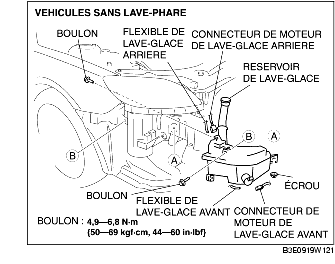 VEHICULES SANS LAVE-PHARE
BOULON
FLEXIBLE DE
LAVE-GLACE
ARRIERE
CONNECTEUR DE MOTEUR
DE LAVE-GLACE ARRIERE
RESERVOIR
DE LAVE-GLACE
B
A
B
A
ÉCROU
BOULON
FLEXIBLE DE
LAVE-GLACE AVANT
CONNECTEUR DE
MOTEUR DE
LAVE-GLACE AVANT
BOULON : 4,9—6,8 N·m
{50—69 kgf·cm, 44—60 in·lbf}
B3E0919W121